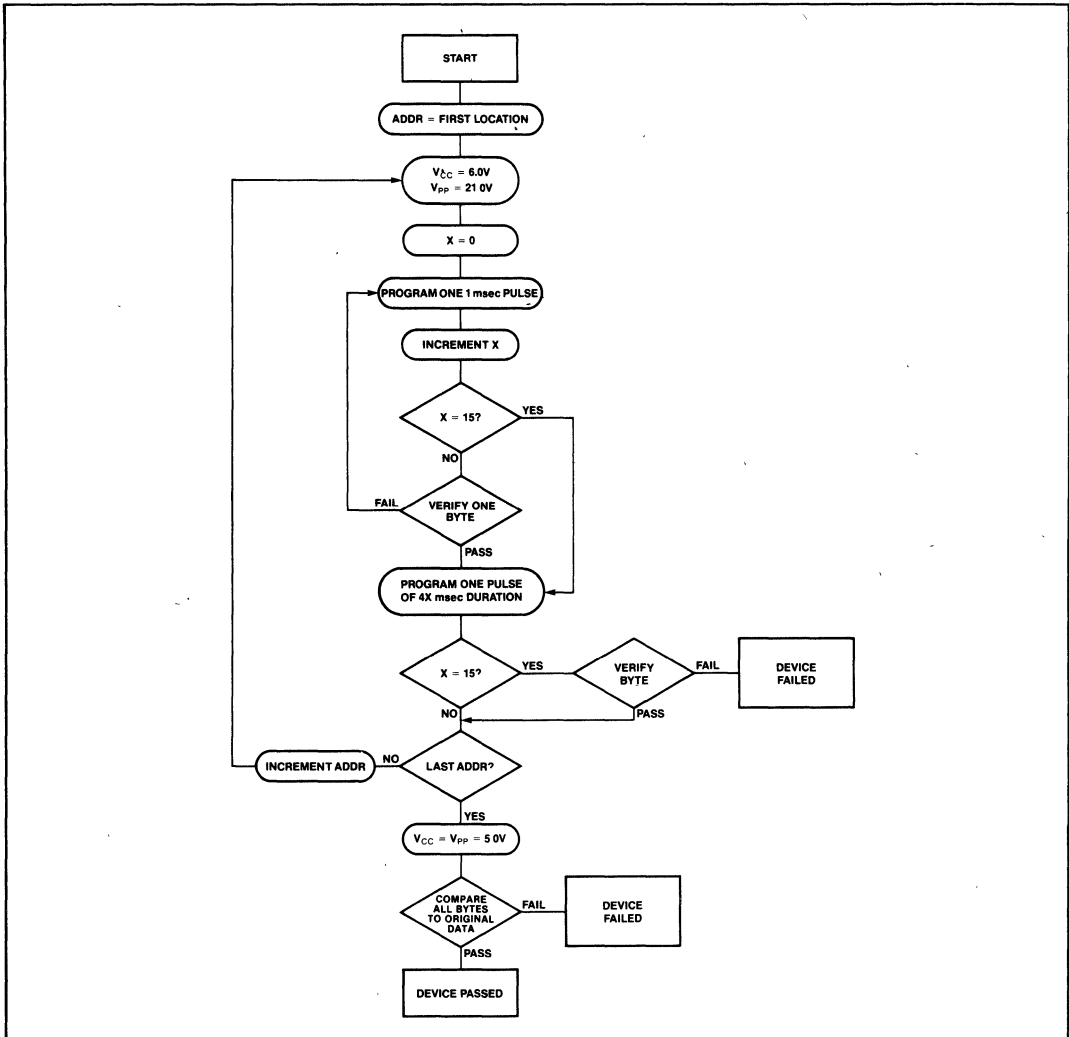 START
ADDR = FIRST LOCATION
VCC = 6.0V
VPP = 21 0V
X = 0
PROGRAM ONE 1 msec PULSE
INCREMENT X
X = 15?
YES
NO
FAIL
VERIFY ONE
BYTE
PASS
PROGRAM ONE PULSE
OF 4X msec DURATION
X = 15?
YES
VERIFY
BYTE
FAIL
DEVICE
FAILED
NO
PASS
INCREMENT ADDR
NO
LAST ADDR?
YES
VCC = VPP = 5 0V
COMPARE
ALL BYTES
TO ORIGINAL
DATA
FAIL
DEVICE
FAILED
PASS
DEVICE PASSED